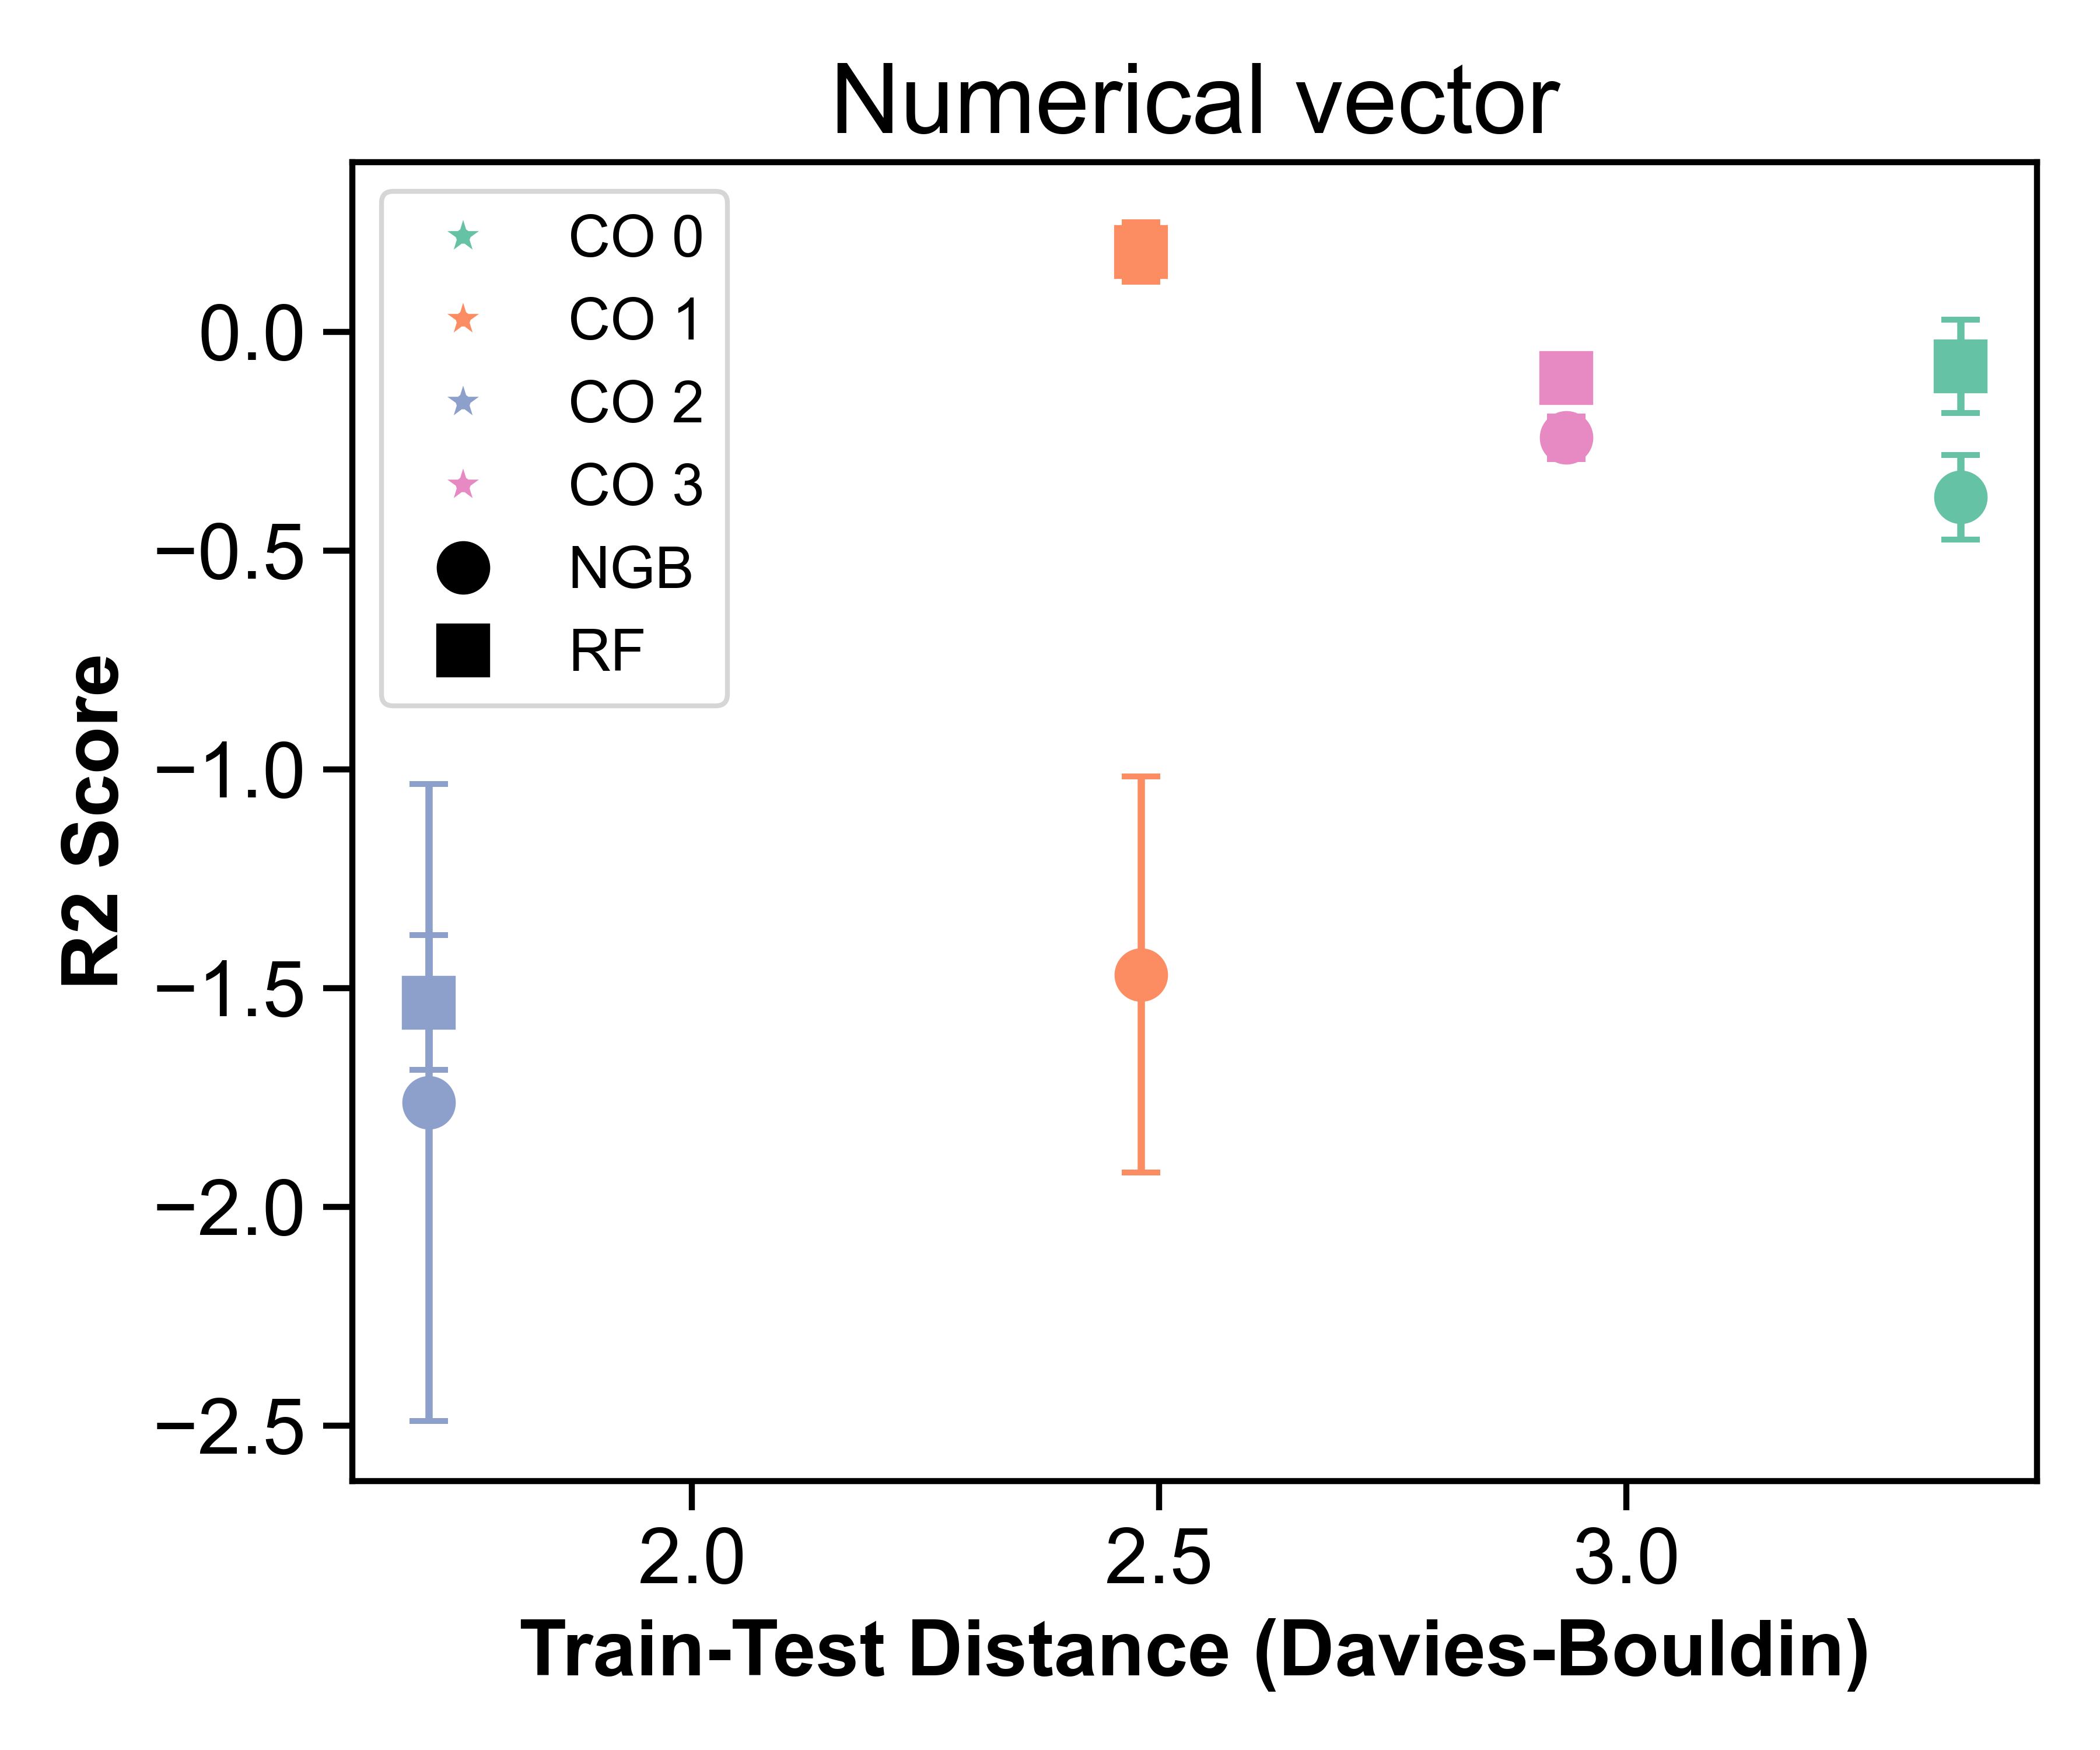 Numerical vector
CO 0
CO 1
CO 2
CO 3
NGB
RF
0.0
−0.5
−1.0
−1.5
−2.0
−2.5
R2 Score
2.0
2.5
3.0
Train-Test Distance (Davies-Bouldin)